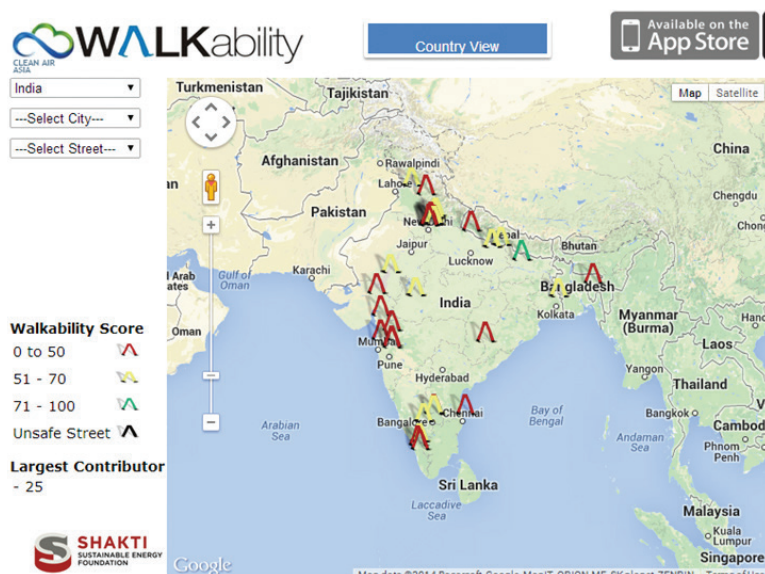 CLEAN AIR
ASIA
WALKability
Country View
Available on the
App Store
India
---Select City---
---Select Street---
Walkability Score
0 to 50
51 - 70
71 - 100
Unsafe Street
Largest Contributor
- 25
SHAKTI
SUSTAINABLE ENERGY
FOUNDATION
Map
Satellite
Turkmenistan
Tajikistan
China
Afghanistan
Rawalpindi
Lahore
Pakistan
Chengdu
Jaipur
Lucknow
Bhutan
Karachi
Gulf of
Oman
Oman
India
Bangladesh
Kolkata
Myanmar
(Burma)
Laos
Pune
Hyderabad
Yangon
Thailand
Arabian
Sea
Bangalore
Chennai
Bay of
Bengal
Bangkok
Andaman
Sea
Phnom
Penh
Sri Lanka
Laccadive
Sea
Malaysia
Kuala
Lumpur
Singapore
Google